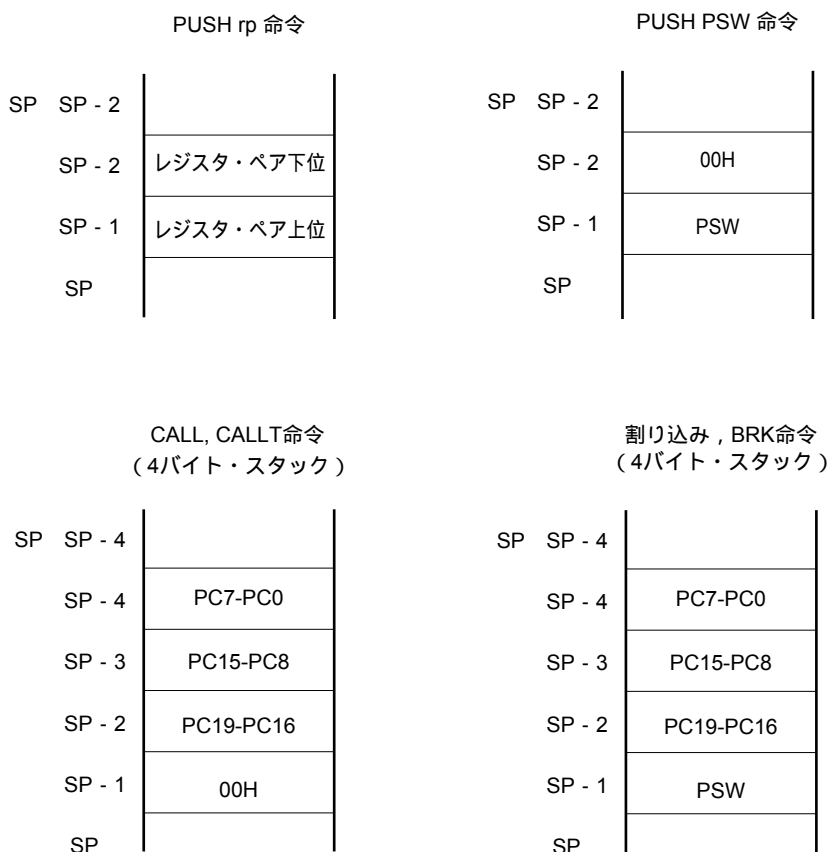 PUSH rp 命令
SP SP - 2
SP - 2 レジスタ・ペア下位
SP - 1 レジスタ・ペア上位
SP
PUSH PSW 命令
SP SP - 2
SP - 2 00H
SP - 1 PSW
SP
CALL, CALLT命令
（4バイト・スタック）
SP SP - 4
SP - 4 PC7-PC0
SP - 3 PC15-PC8
SP - 2 PC19-PC16
SP - 1 00H
SP
割り込み，BRK命令
（4バイト・スタック）
SP SP - 4
SP - 4 PC7-PC0
SP - 3 PC15-PC8
SP - 2 PC19-PC16
SP - 1 PSW
SP